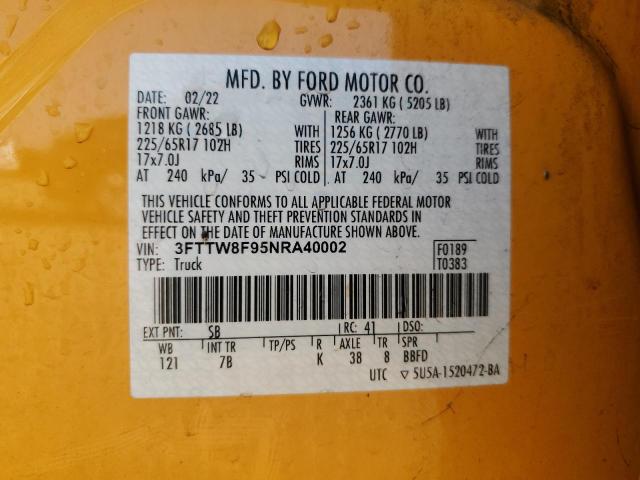 MFD. BY FORD MOTOR CO.
DATE: 02/22 GVWR: 2361 KG ( 5205 LB)
FRONT GAWR: REAR GAWR:
1218 KG ( 2685 LB) WITH 1256 KG ( 2770 LB) WITH
225/65R17 102H TIRES 225/65R17 102H TIRES
17x7.0J RIMS 17x7.0J RIMS
AT 240 kPa/ 35 PSI COLD AT 240 kPa/ 35 PSI COLD
THIS VEHICLE CONFORMS TO ALL APPLICABLE FEDERAL MOTOR
VEHICLE SAFETY AND THEFT PREVENTION STANDARDS IN
EFFECT ON THE DATE OF MANUFACTURE SHOWN ABOVE.
VIN: 3FTTW8F95NRA40002 F0189
TYPE: Truck T0383
EXT PNT: SB RC: 41 DSO:
WB INT TR TP/PS R AXLE TR SPR
121 7B K 38 8 BBFD
UTC ▽ 5U5A-1520472-BA